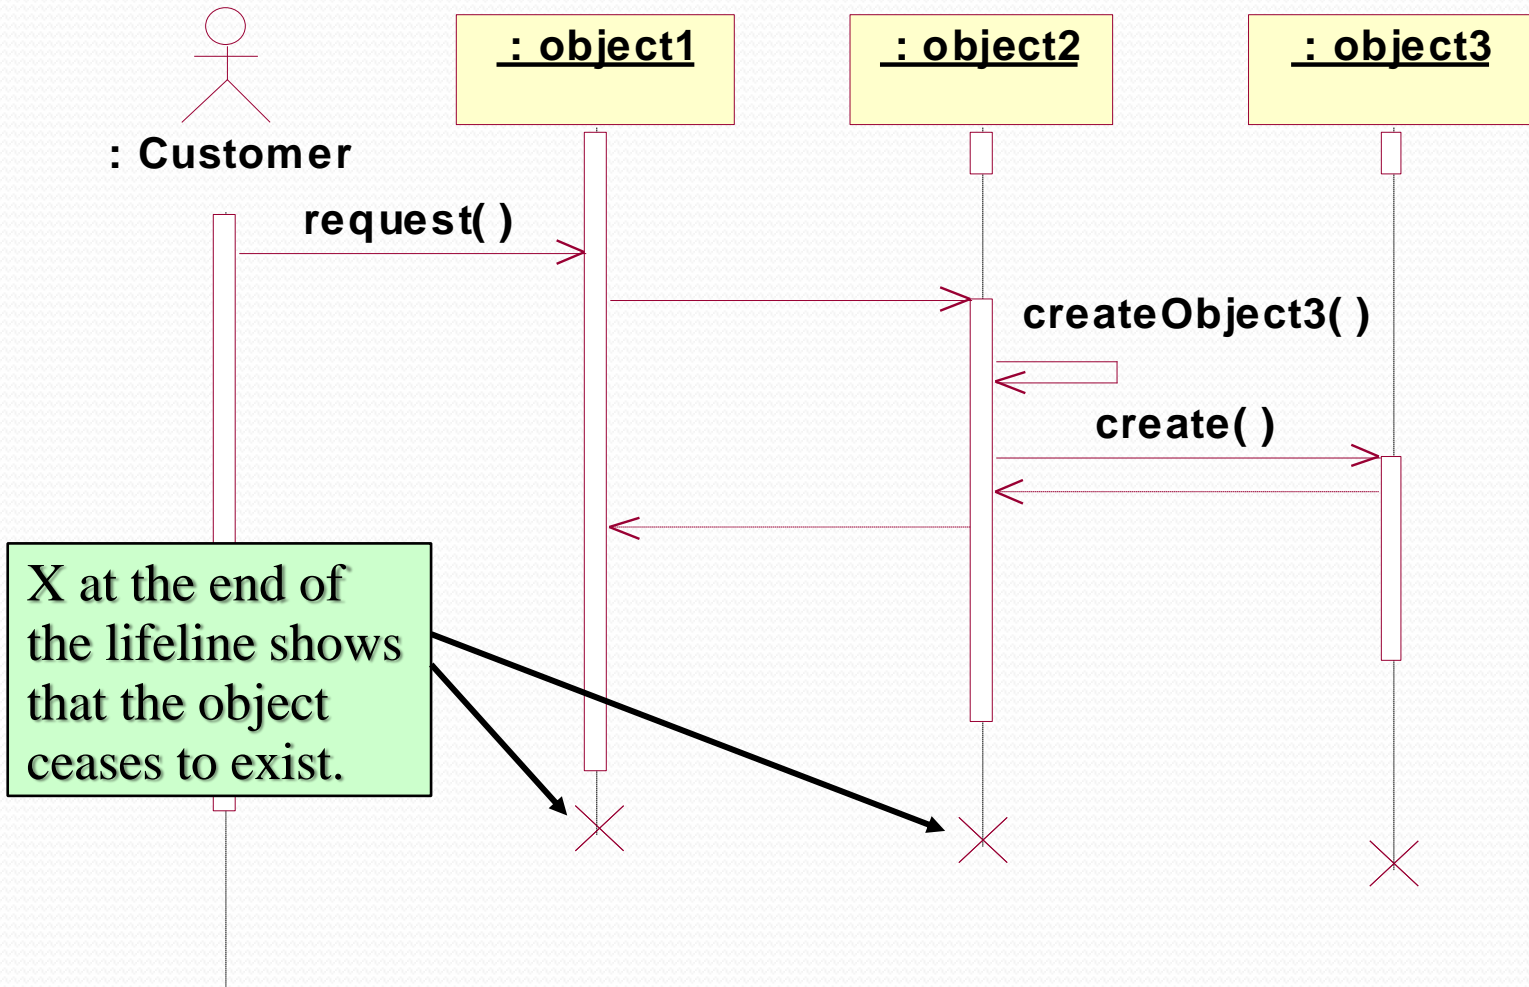 : object1
: object2
: object3
: Customer
request( )
createObject3( )
create( )
X at the end of
the lifeline shows
that the object
ceases to exist.